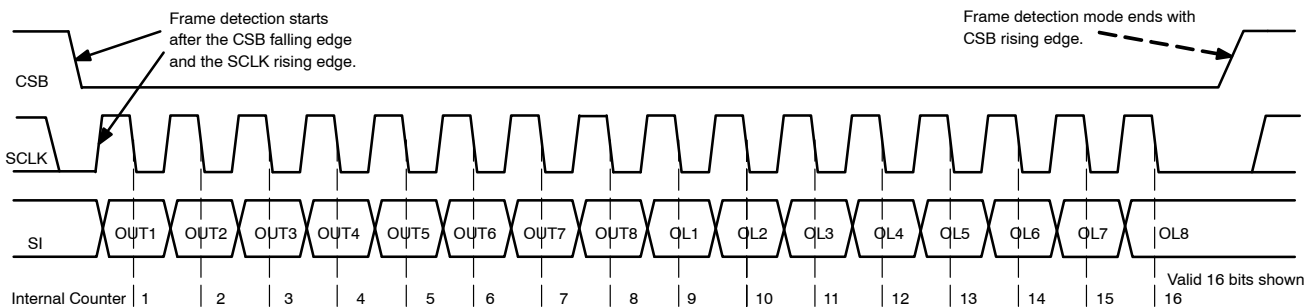 Frame detection starts
after the CSB falling edge
and the SCLK rising edge.
Frame detection mode ends with
CSB rising edge.
CSB
SCLK
SI
OUT1 OUT2 OUT3 OUT4 OUT5 OUT6 OUT7 OUT8 OL1 OL2 OL3 OL4 OL5 OL6 OL7 OL8
Valid 16 bits shown
Internal Counter 1 2 3 4 5 6 7 8 9 10 11 12 13 14 15 16